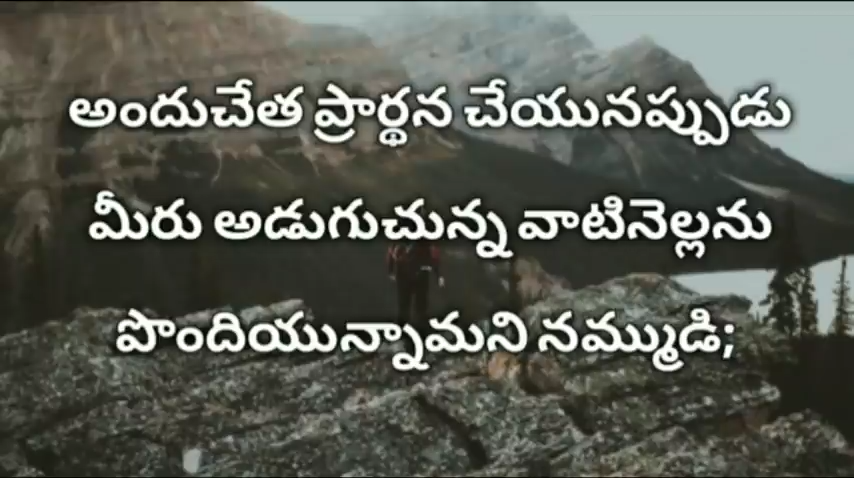 అందుచేత ప్రార్థన చేయునప్పుడు
మీరు అడుగుచున్న వాటినెల్లను
పొందియున్నామని నమ్ముడి;